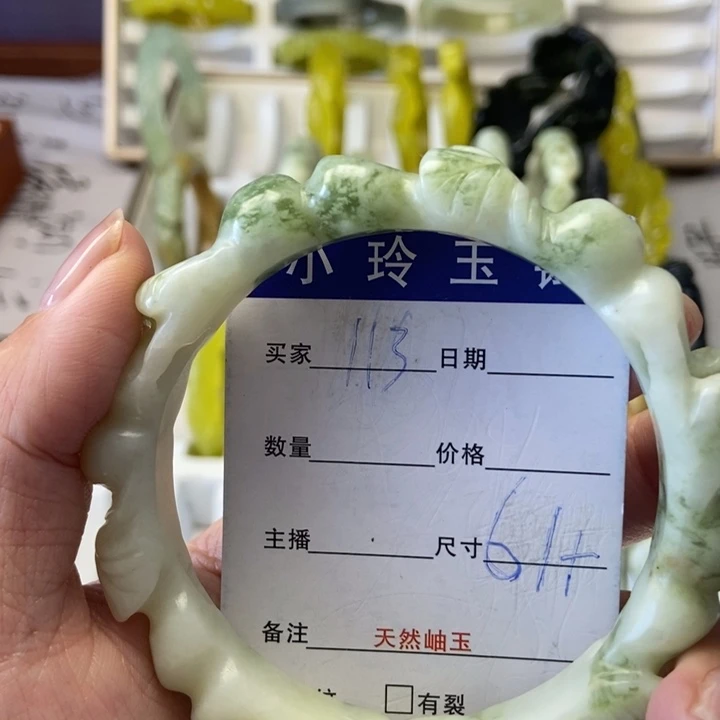 小玲玉
买家 113 日期
数量 价格
主播 尺寸 61+
备注 天然岫玉
有裂